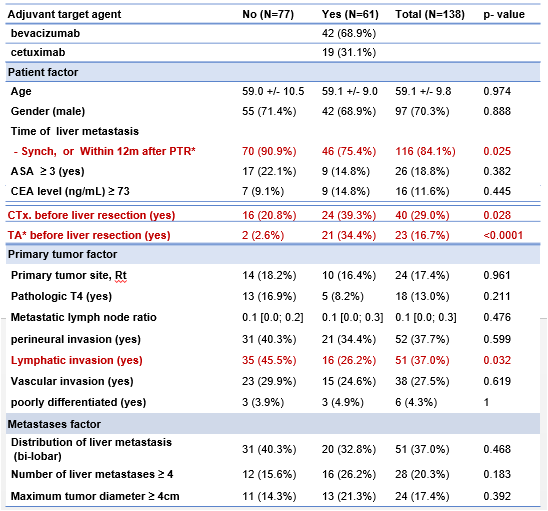 Adjuvant target agent No (N=77) Yes (N=61) Total (N=138) p- value
bevacizumab 42 (68.9%)
cetuximab 19 (31.1%)
Patient factor
Age 59.0 +/- 10.5 59.1 +/- 9.0 59.1 +/- 9.8 0.974
Gender (male) 55 (71.4%) 42 (68.9%) 97 (70.3%) 0.888
Time of liver metastasis
- Synch, or Within 12m after PTR* 70 (90.9%) 46 (75.4%) 116 (84.1%) 0.025
ASA ≥ 3 (yes) 17 (22.1%) 9 (14.8%) 26 (18.8%) 0.382
CEA level (ng/mL) ≥ 73 7 (9.1%) 9 (14.8%) 16 (11.6%) 0.445
CTx. before liver resection (yes) 16 (20.8%) 24 (39.3%) 40 (29.0%) 0.028
TA* before liver resection (yes) 2 (2.6%) 21 (34.4%) 23 (16.7%) <0.0001
Primary tumor factor
Primary tumor site, Rt 14 (18.2%) 10 (16.4%) 24 (17.4%) 0.961
Pathologic T4 (yes) 13 (16.9%) 5 (8.2%) 18 (13.0%) 0.211
Metastatic lymph node ratio 0.1 [0.0; 0.2] 0.1 [0.0; 0.3] 0.1 [0.0; 0.3] 0.476
perineural invasion (yes) 31 (40.3%) 21 (34.4%) 52 (37.7%) 0.599
Lymphatic invasion (yes) 35 (45.5%) 16 (26.2%) 51 (37.0%) 0.032
Vascular invasion (yes) 23 (29.9%) 15 (24.6%) 38 (27.5%) 0.619
poorly differentiated (yes) 3 (3.9%) 3 (4.9%) 6 (4.3%) 1
Metastases factor
Distribution of liver metastasis
(bi-lobar) 31 (40.3%) 20 (32.8%) 51 (37.0%) 0.468
Number of liver metastases ≥ 4 12 (15.6%) 16 (26.2%) 28 (20.3%) 0.183
Maximum tumor diameter ≥ 4cm 11 (14.3%) 13 (21.3%) 24 (17.4%) 0.392